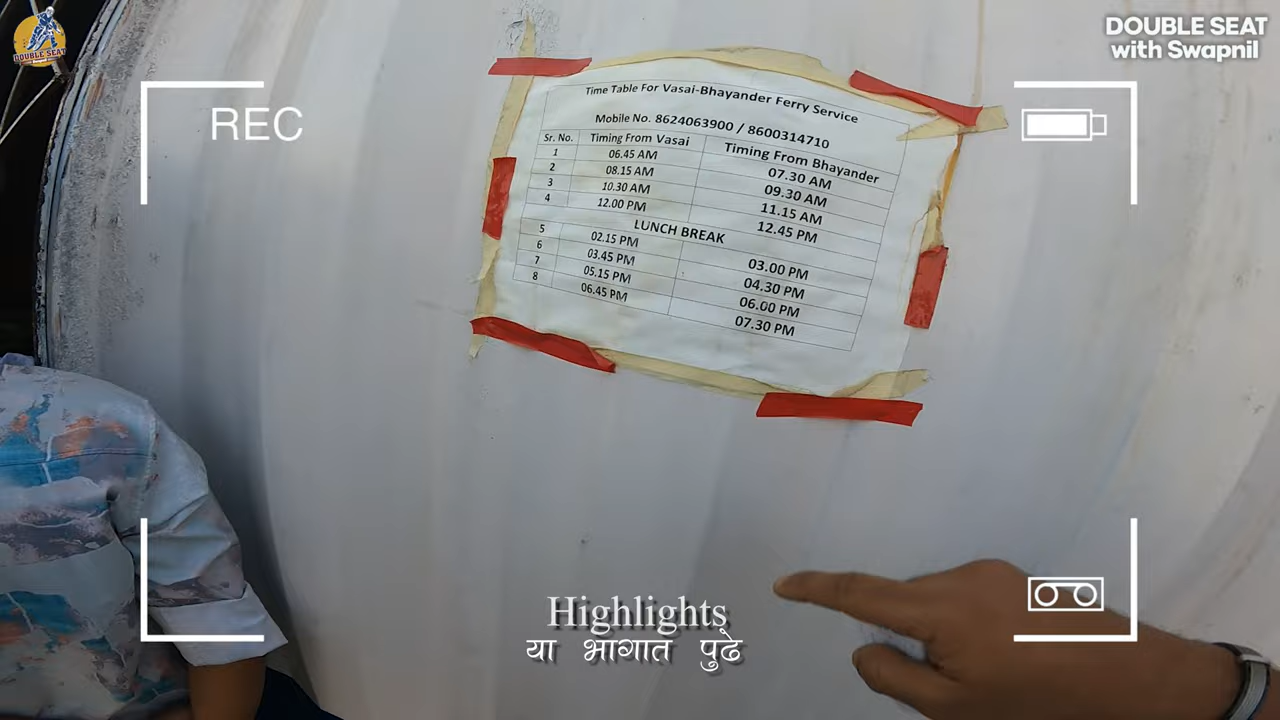 DOUBLE SEAT
DOUBLE SEAT
with Swapnil
REC
Time Table For Vasai-Bhayander Ferry Service
Mobile No. 8624063900 / 8600314710
Sr. No. Timing From Vasai Timing From Bhayander
1 06.45 AM 07.30 AM
2 08.15 AM 09.30 AM
3 10.30 AM 11.15 AM
4 12.00 PM 12.45 PM
LUNCH BREAK
5 02.15 PM 03.00 PM
6 03.45 PM 04.30 PM
7 05.15 PM 06.00 PM
8 06.45 PM 07.30 PM
Highlights
या भागात पुढे